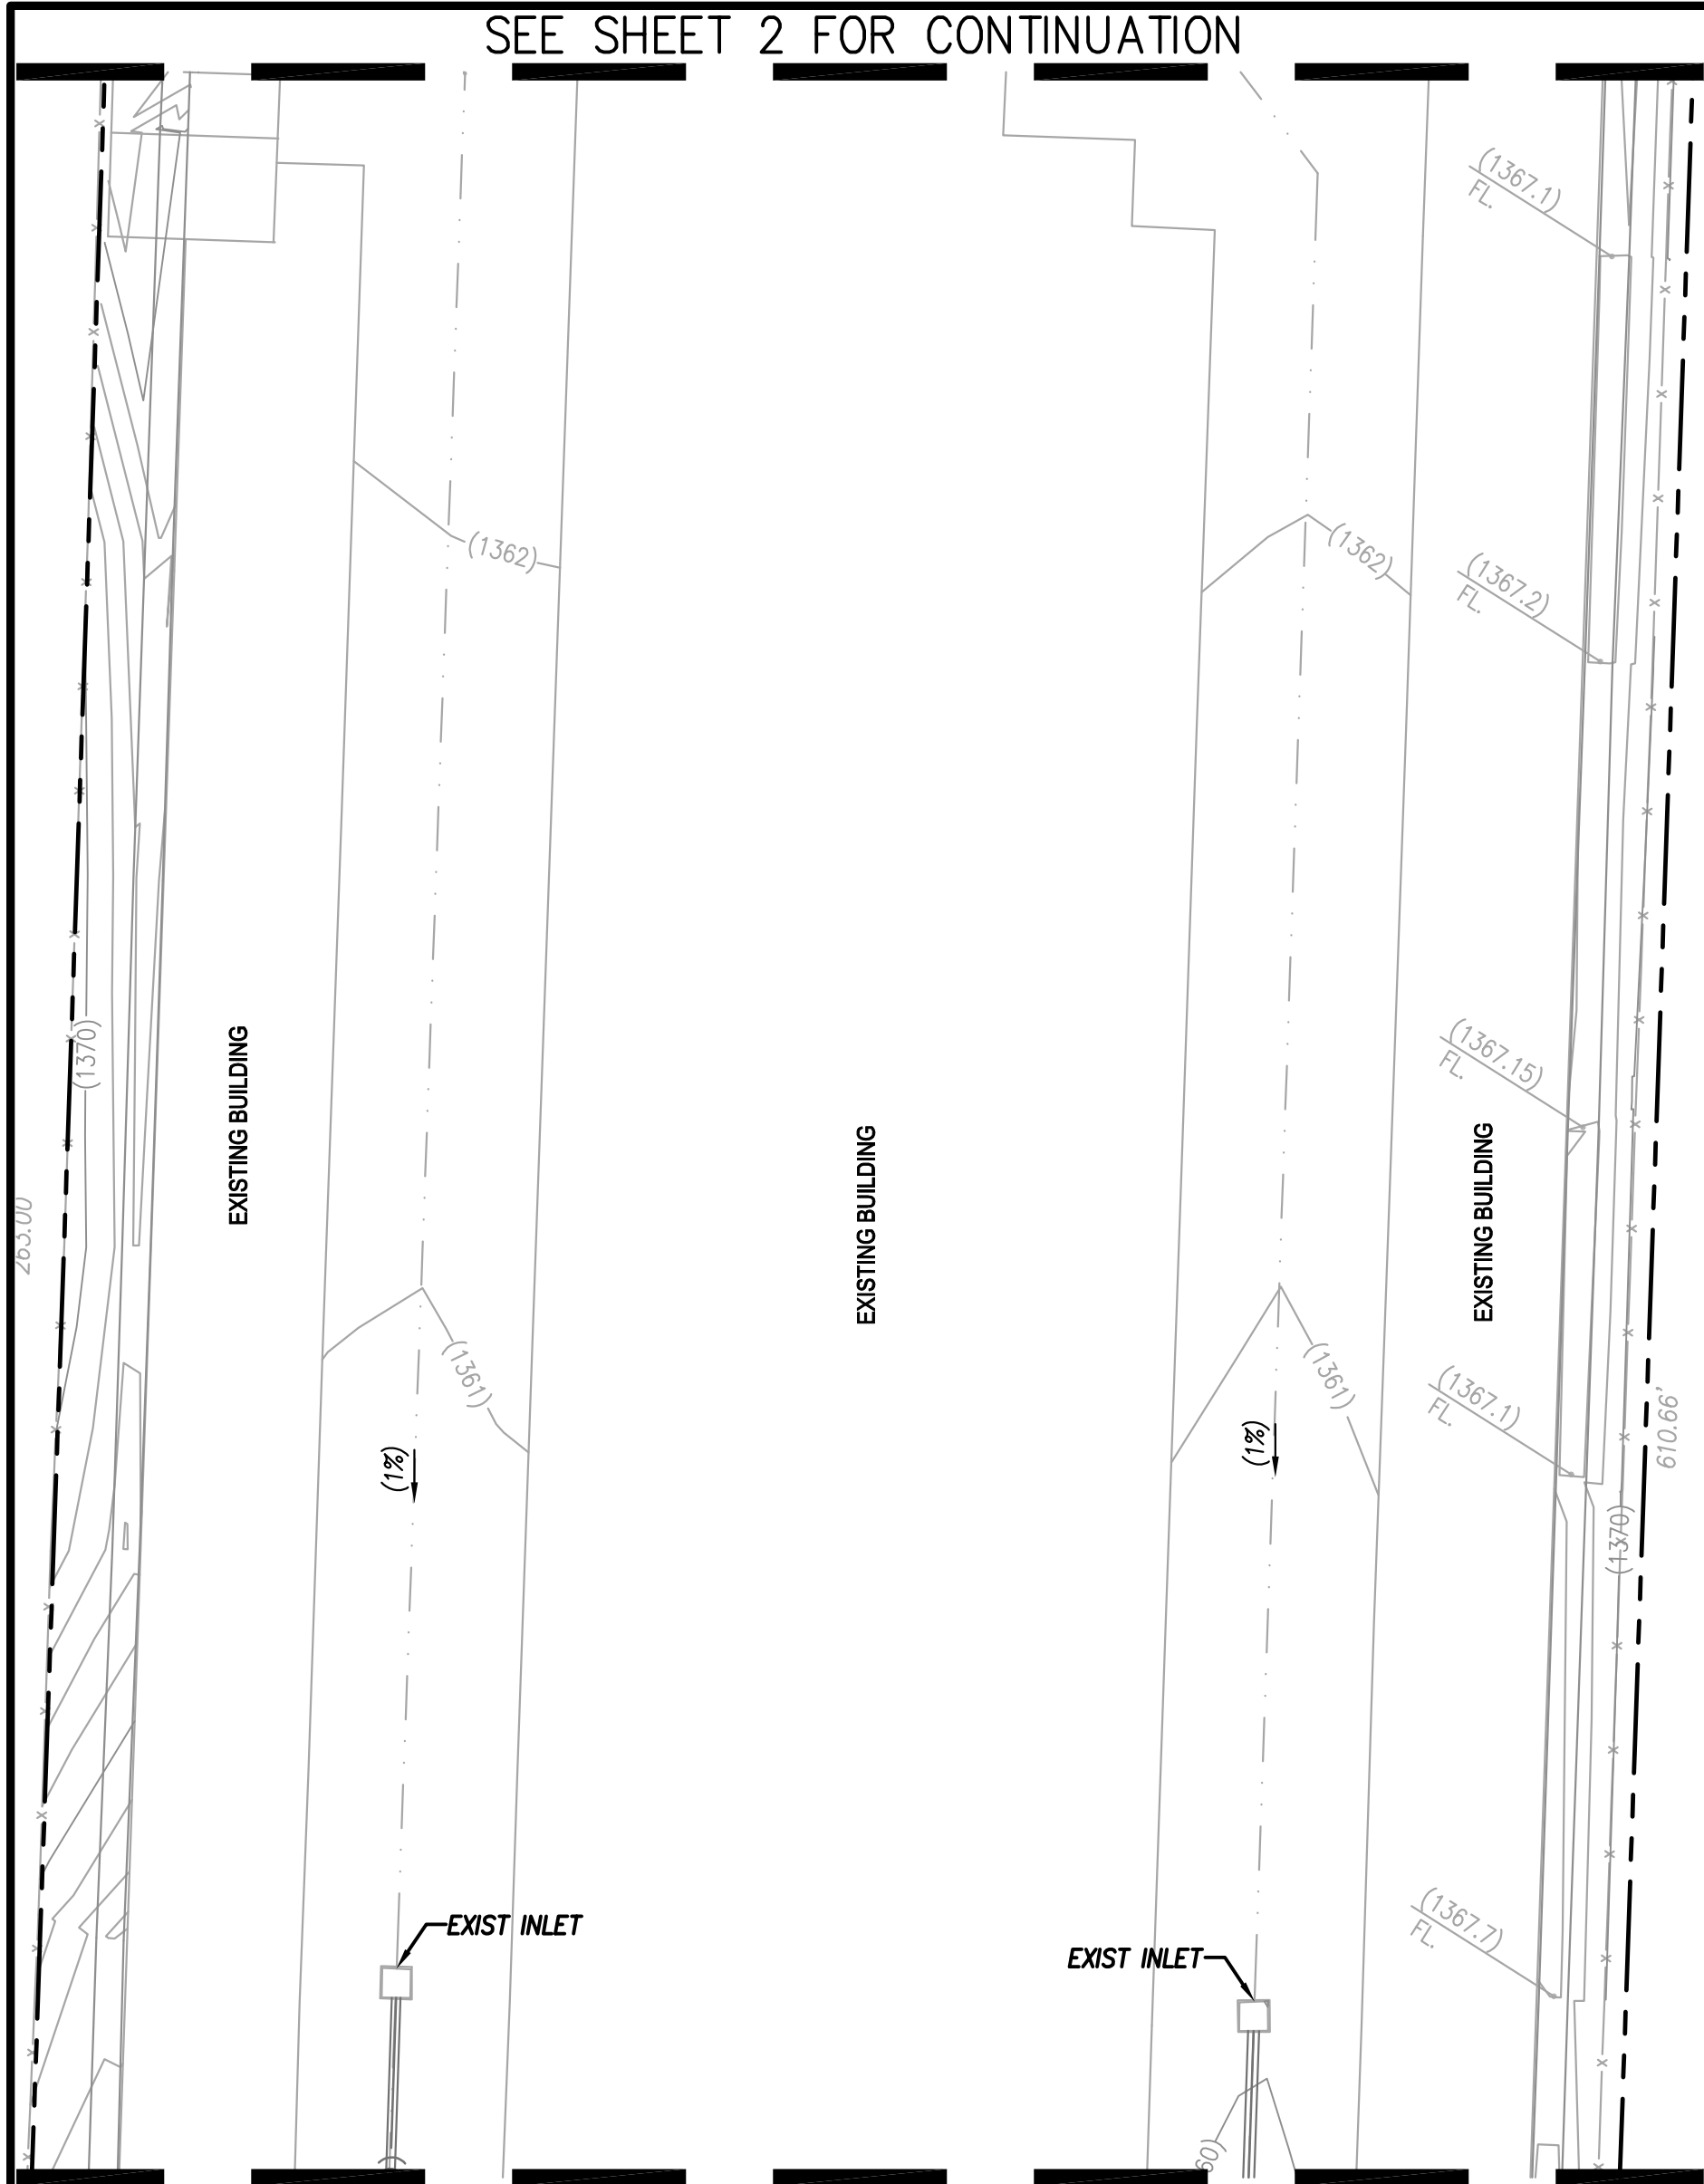 SEE SHEET 2 FOR CONTINUATION
(1367.1)
FL.
(1362)
(1362)
(1367.2)
FL.
(1370)
EXISTING BUILDING
EXISTING BUILDING
EXISTING BUILDING
(1367.15)
FL.
263.00
(1361)
(1361)
(1%)
(1%)
(1367.1)
FL.
610.66'
(1370)
EXIST INLET
EXIST INLET
(1367.7)
FL.
60)